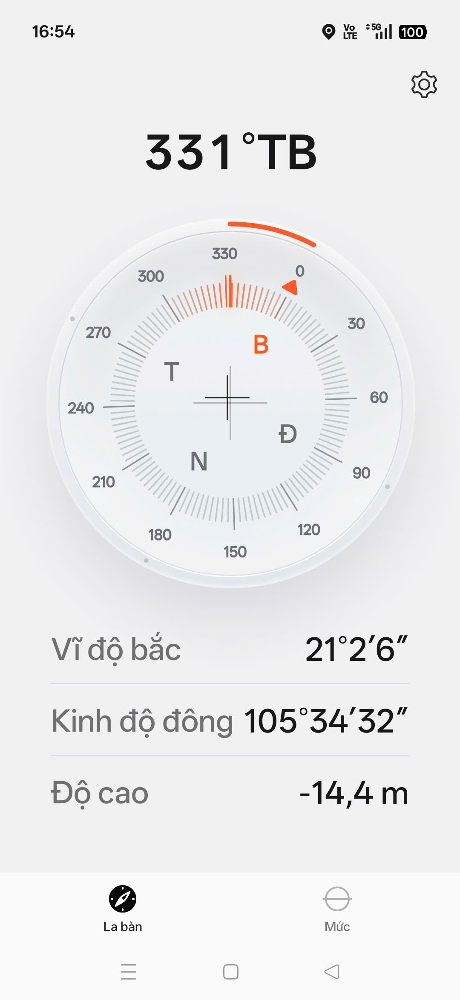 16:54
Vo
LTE
5G
100
331°TB
330
300
0
270
30
B
T
240
60
Đ
N
210
90
180
120
150
Vĩ độ bắc 21°2′6″
Kinh độ đông 105°34′32″
Độ cao -14,4 m
La bàn
Mức